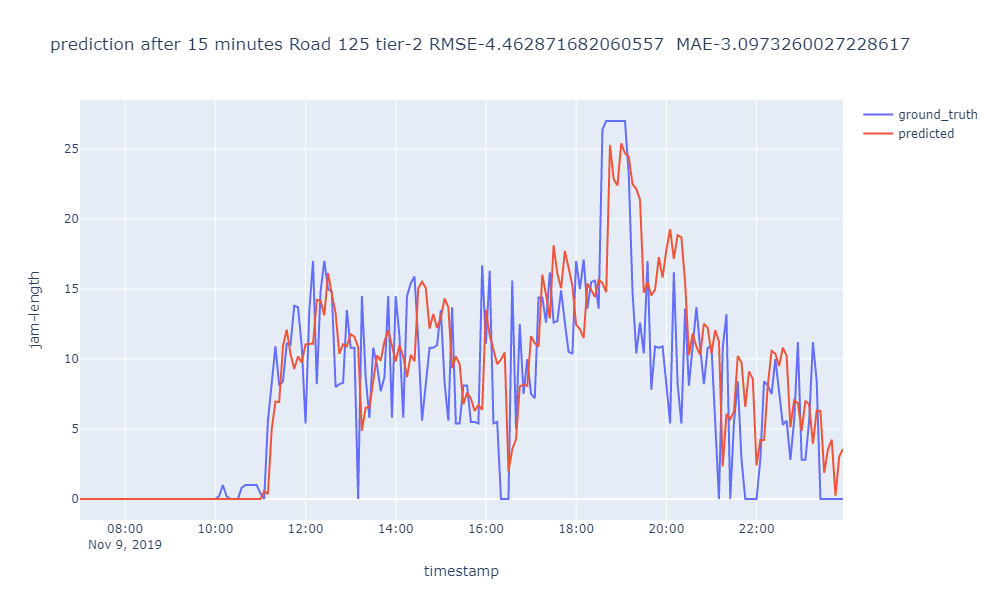 prediction after 15 minutes Road 125 tier-2 RMSE-4.462871682060557  MAE-3.0973260027228617
ground_truth
predicted
jam-length
25
20
15
10
5
0
08:00
10:00
12:00
14:00
16:00
18:00
20:00
22:00
Nov 9, 2019
timestamp